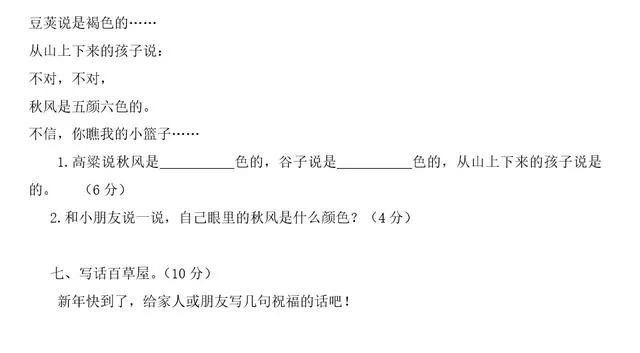 豆荚说是褐色的……
从山上下来的孩子说：
不对，不对，
秋风是五颜六色的。
不信，你瞧我的小篮子……
1.高粱说秋风是__________色的，谷子说是__________色的，从山上下来的孩子说是
的。 （6 分）
2.和小朋友说一说，自己眼里的秋风是什么颜色？（4 分）
七、写话百草屋。（10 分）
新年快到了，给家人或朋友写几句祝福的话吧！